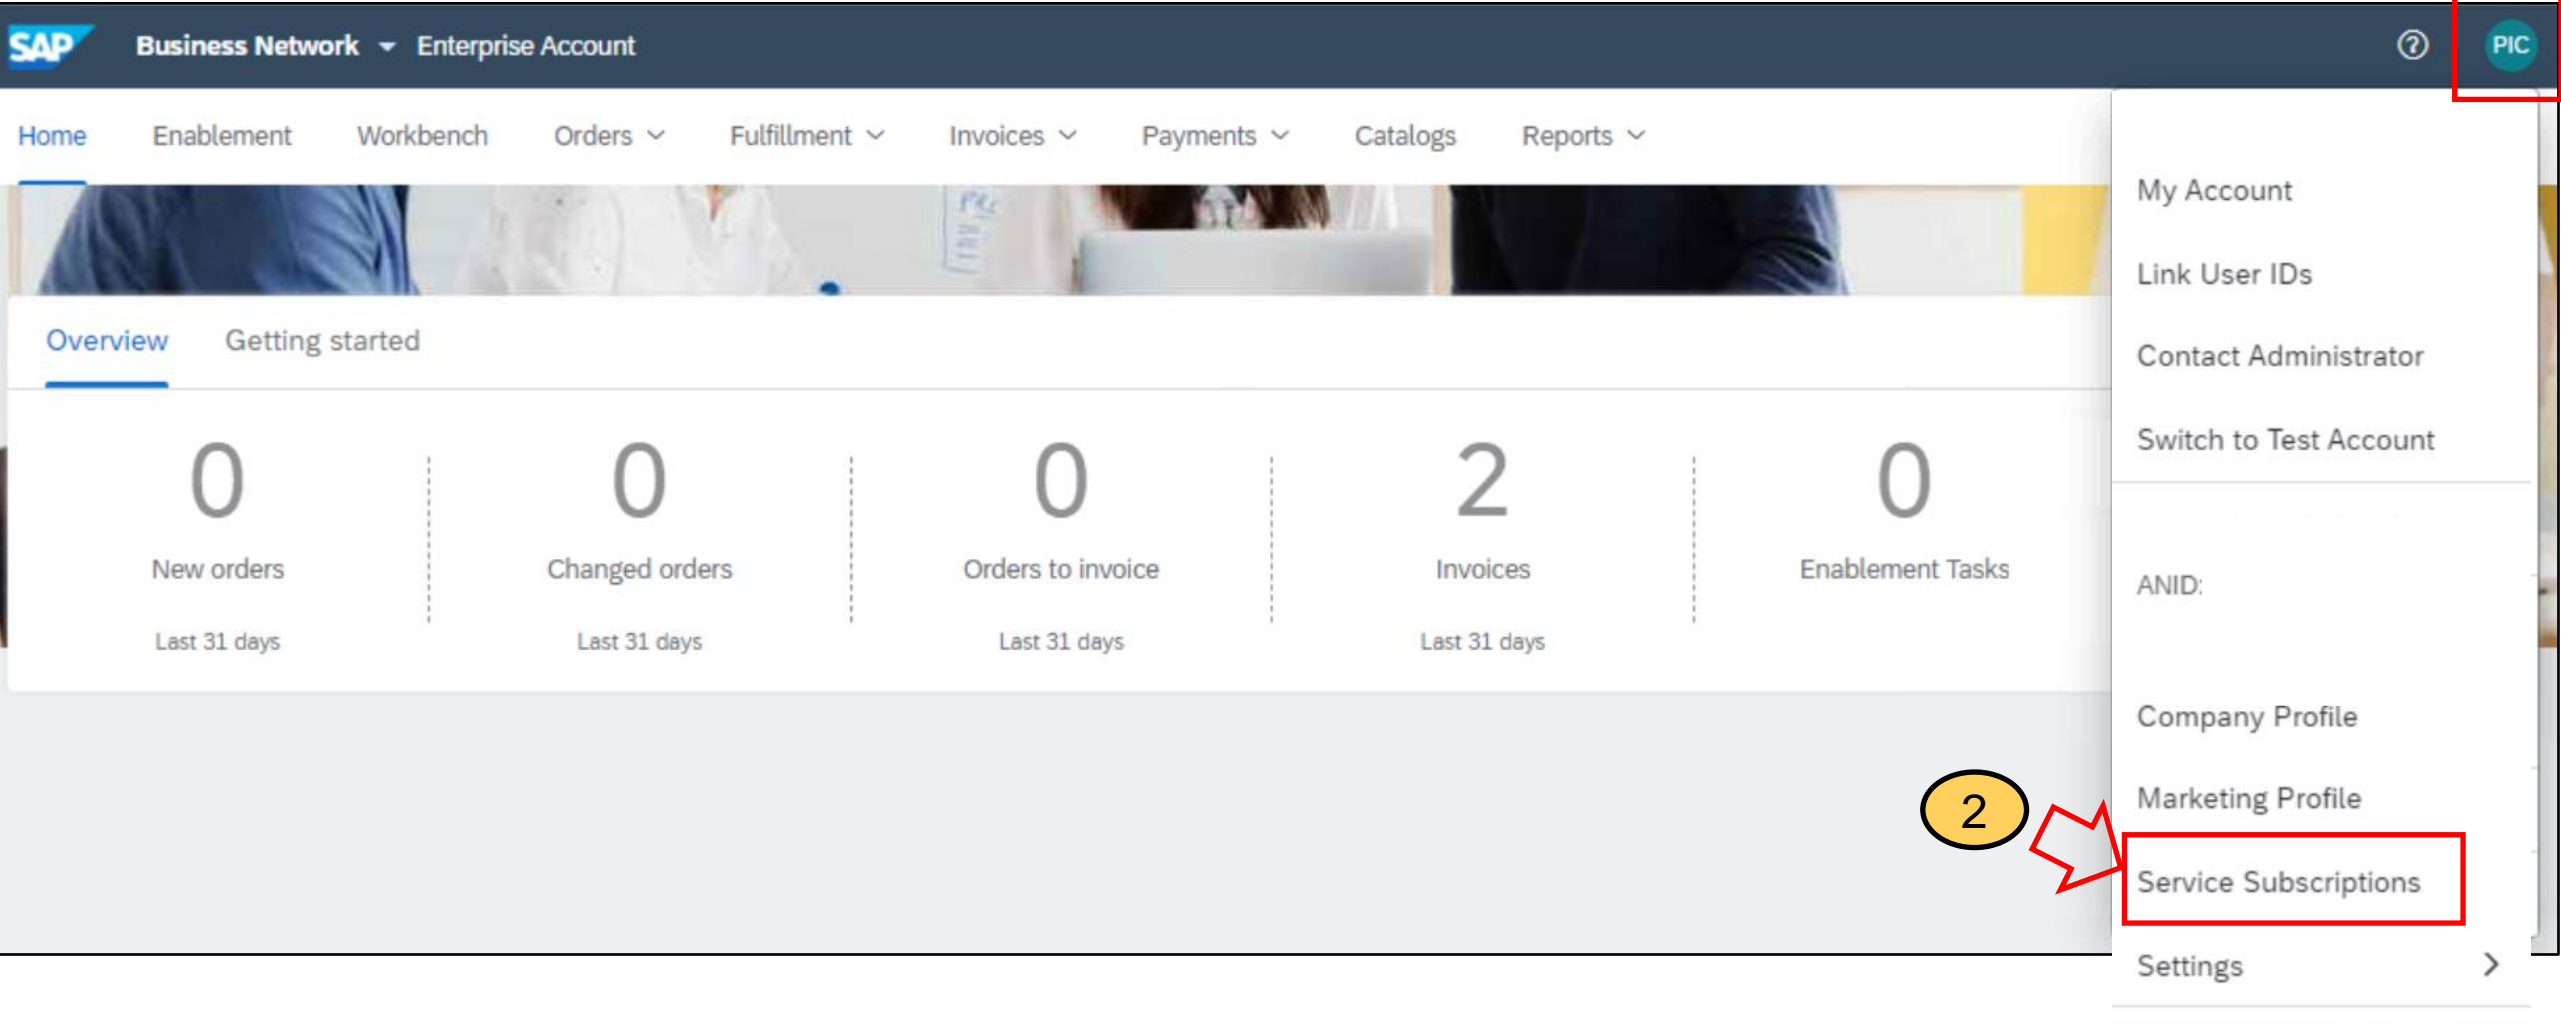 SAP Business Network Enterprise Account PIC
Home Enablement Workbench Orders Fulfillment Invoices Payments Catalogs Reports
My Account
Link User IDs
Contact Administrator
Switch to Test Account
ANID:
Company Profile
Marketing Profile
Service Subscriptions
Settings
Overview Getting started
0 0 0 2 0
New orders Changed orders Orders to invoice Invoices Enablement Tasks
Last 31 days Last 31 days Last 31 days Last 31 days
2